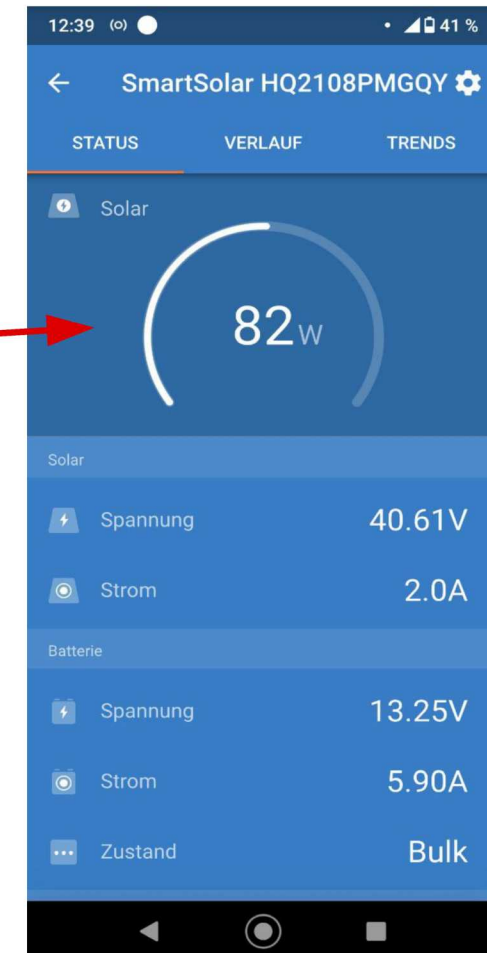 12:39 41 %
SmartSolar HQ2108PMGQY
STATUS VERLAUF TRENDS
Solar
82W
Solar
Spannung 40.61V
Strom 2.0A
Batterie
Spannung 13.25V
Strom 5.90A
Zustand Bulk